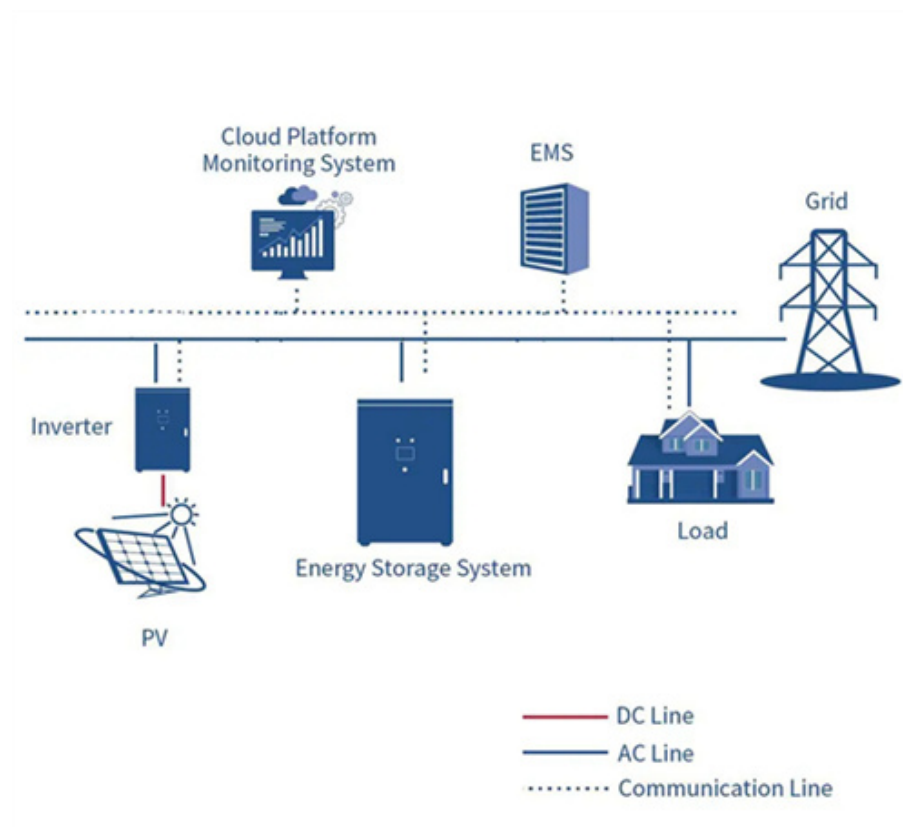 Cloud Platform
Monitoring System
EMS
Grid
Inverter
Load
Energy Storage System
PV
DC Line
AC Line
Communication Line